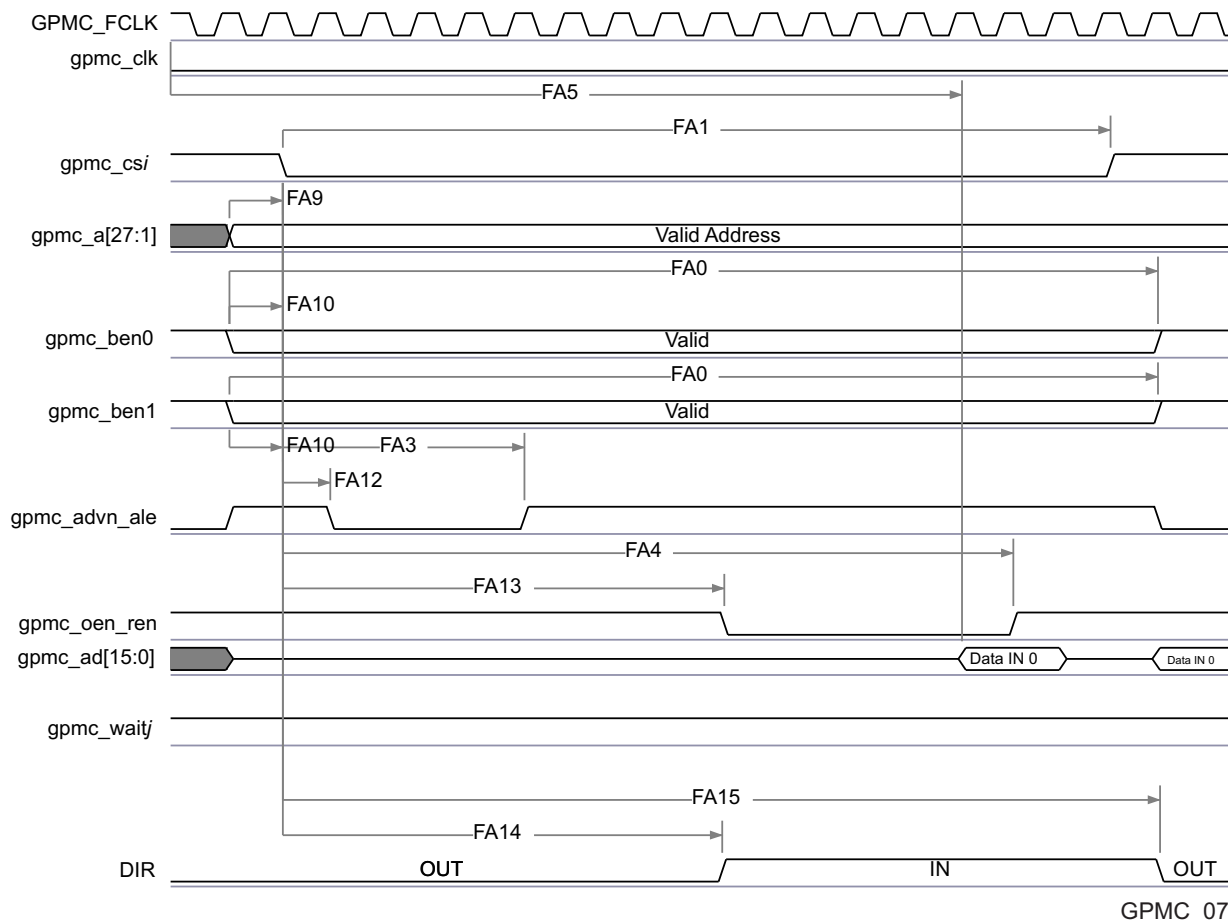 GPMC_FCLK
gpmc_clk
FA5
FA1
gpmc_csi
FA9
gpmc_a[27:1]
Valid Address
FA0
FA10
gpmc_ben0
Valid
FA0
gpmc_ben1
Valid
FA10
FA3
FA12
gpmc_advn_ale
FA4
FA13
gpmc_oen_ren
gpmc_ad[15:0]
Data IN 0
Data IN 0
gpmc_waitj
FA15
FA14
DIR
OUT
IN
OUT
GPMC_07